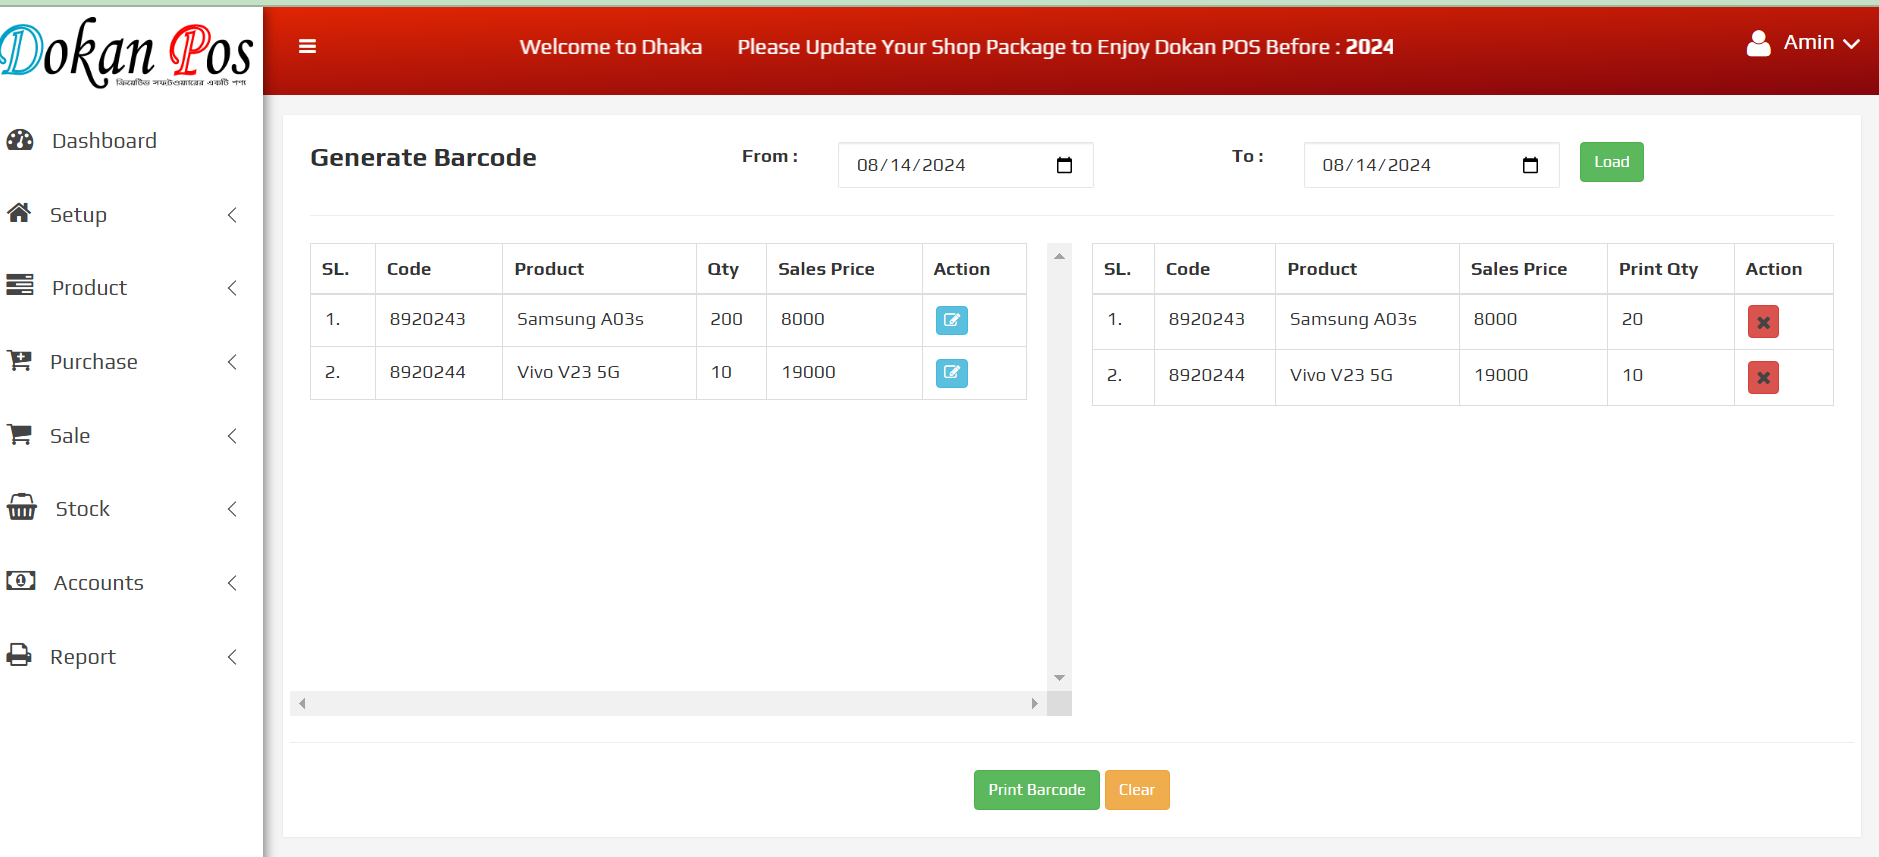 Dokan Pos
ক্রিয়েটিভ সফ্টওয়্যারের একটি পণ্য
Welcome to Dhaka Please Update Your Shop Package to Enjoy Dokan POS Before : 2024
Amin
Dashboard
Setup
Product
Purchase
Sale
Stock
Accounts
Report
Generate Barcode From : 08/14/2024 To : 08/14/2024 Load
SL. Code Product Qty Sales Price Action
1. 8920243 Samsung A03s 200 8000
2. 8920244 Vivo V23 5G 10 19000
SL. Code Product Sales Price Print Qty Action
1. 8920243 Samsung A03s 8000 20
2. 8920244 Vivo V23 5G 19000 10
Print Barcode Clear